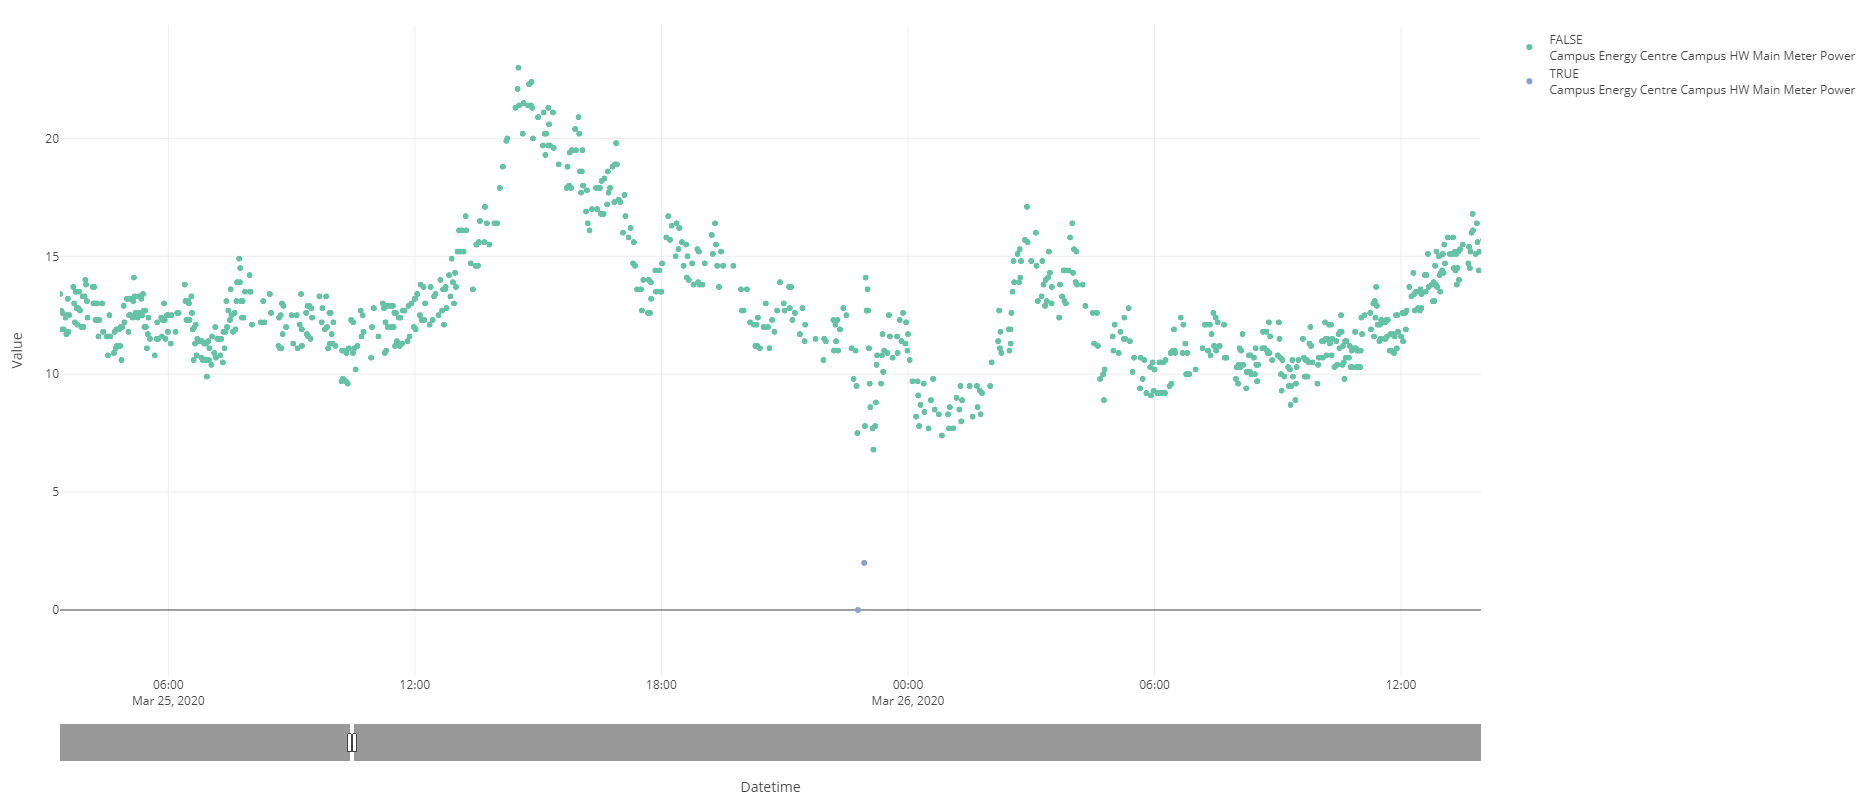 FALSE
Campus Energy Centre Campus HW Main Meter Power
TRUE
Campus Energy Centre Campus HW Main Meter Power
20
15
10
5
0
Value
06:00
Mar 25, 2020
12:00
18:00
00:00
Mar 26, 2020
06:00
12:00
Datetime